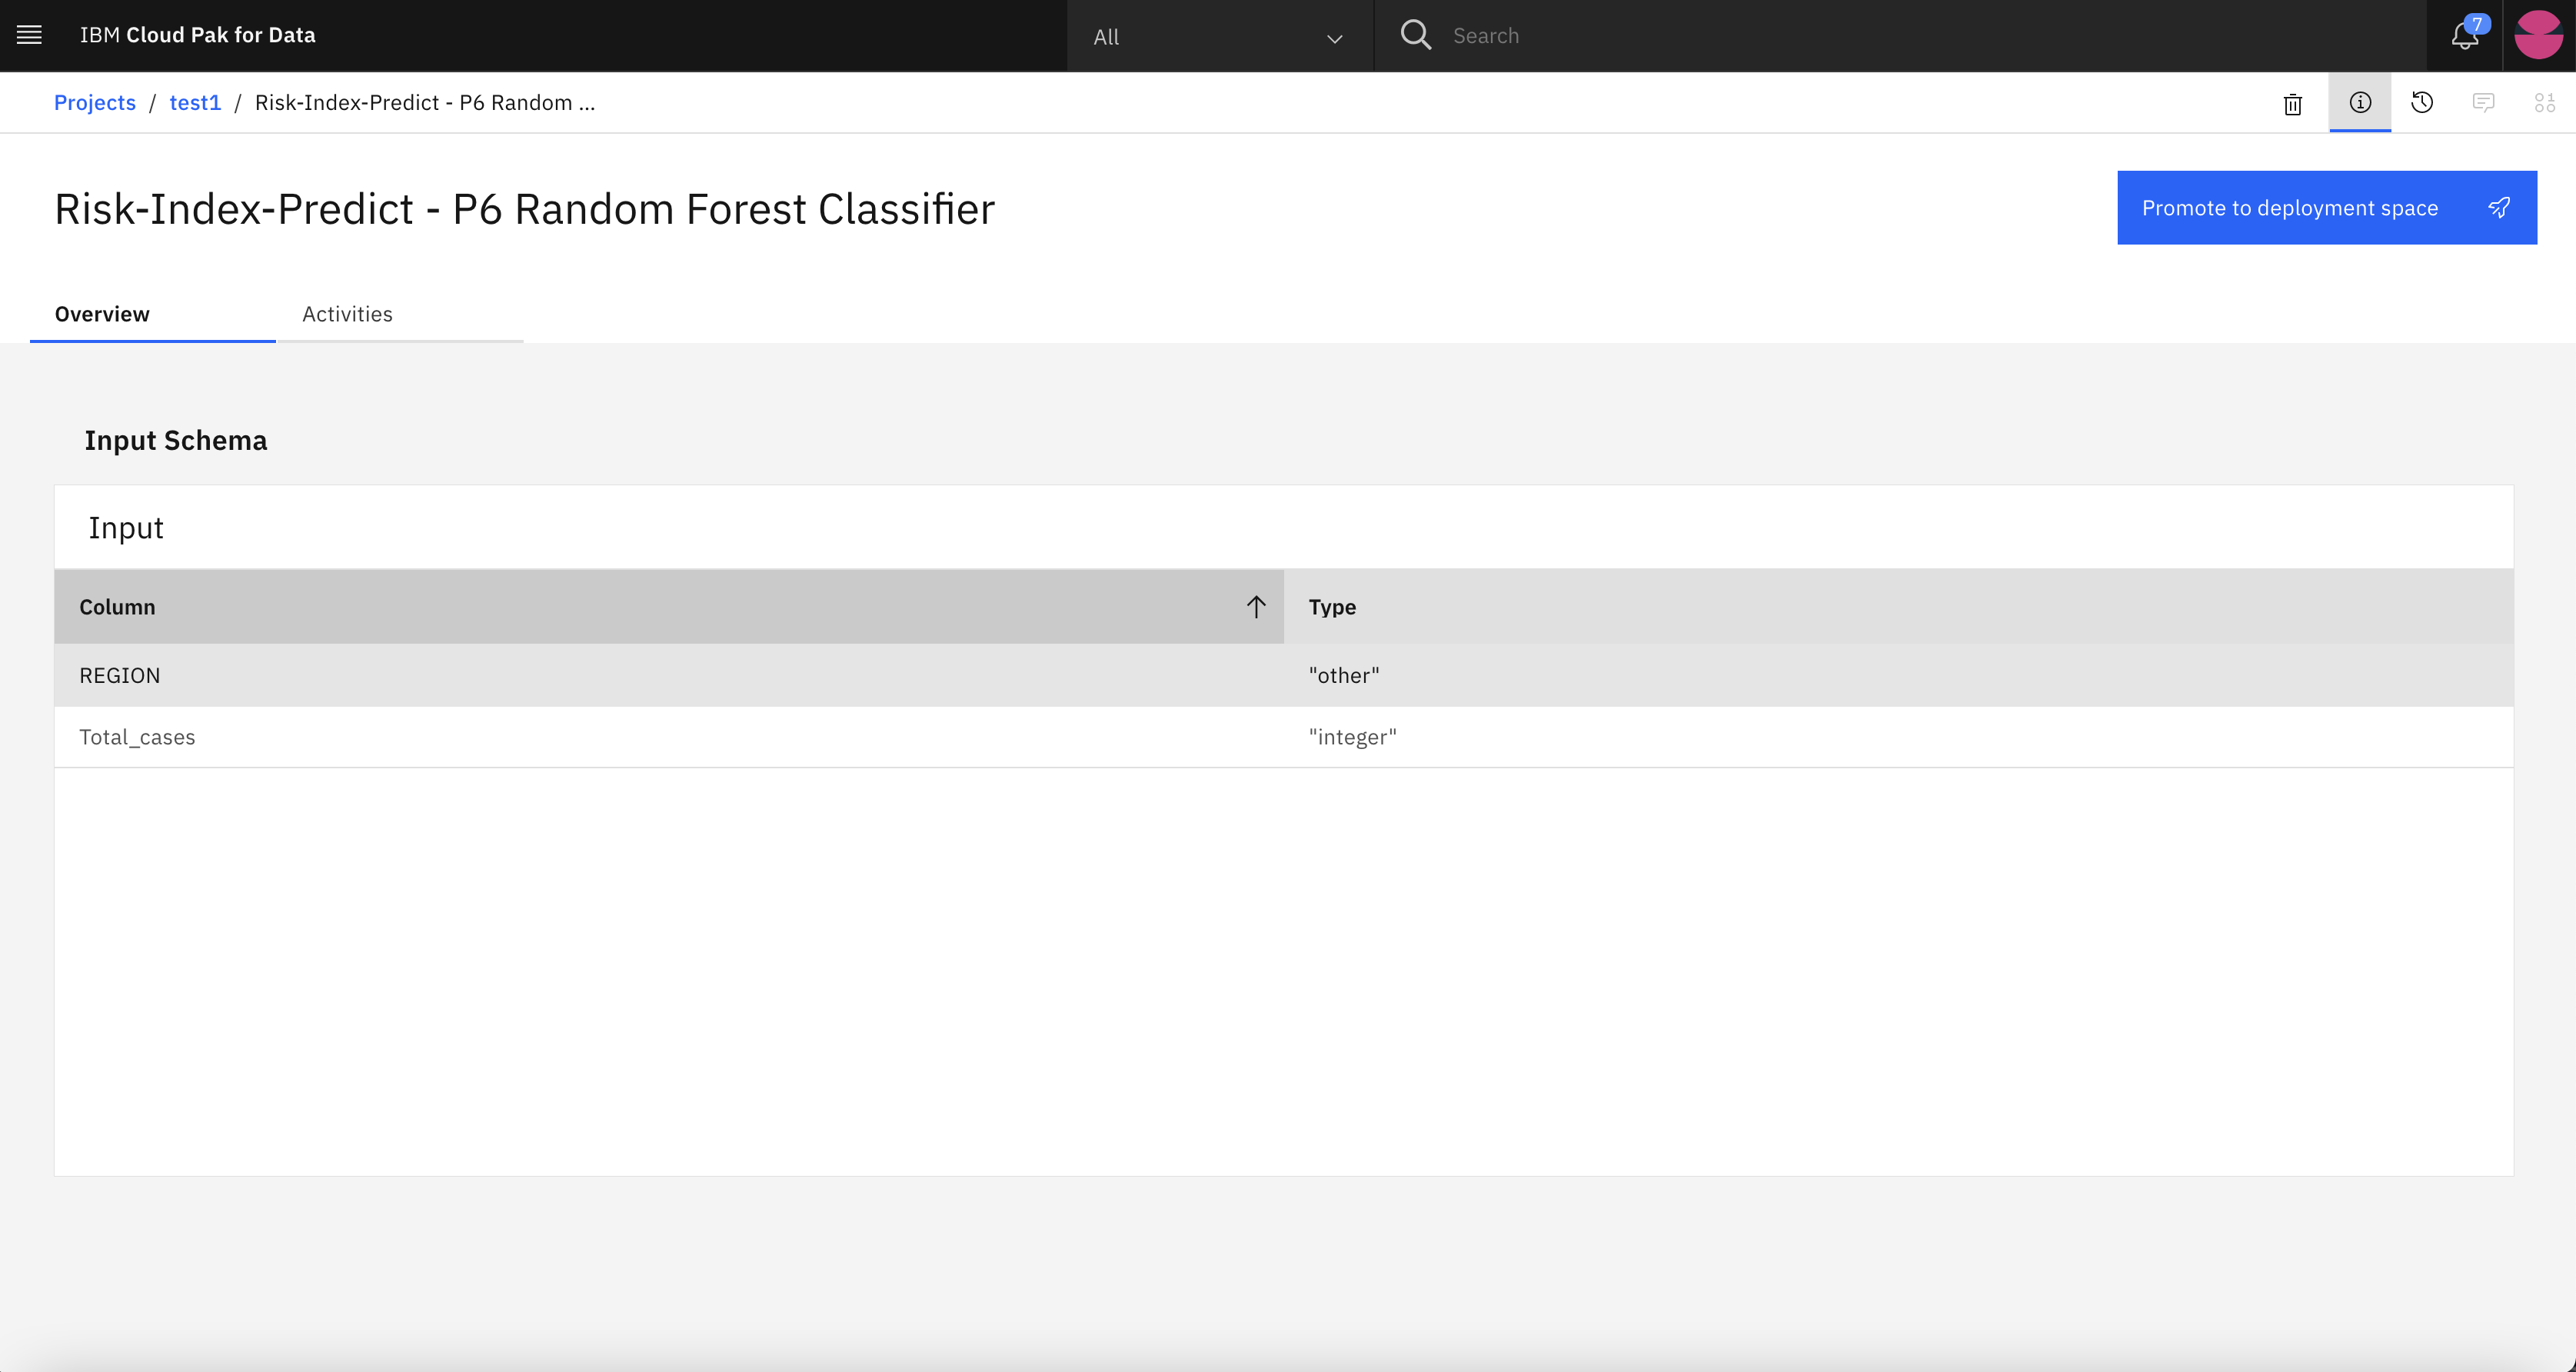 IBM Cloud Pak for Data
All
Search
7
Projects / test1 / Risk-Index-Predict - P6 Random ...
Risk-Index-Predict - P6 Random Forest Classifier
Promote to deployment space
Overview
Activities
Input Schema
Input
Column
Type
REGION
"other"
Total_cases
"integer"